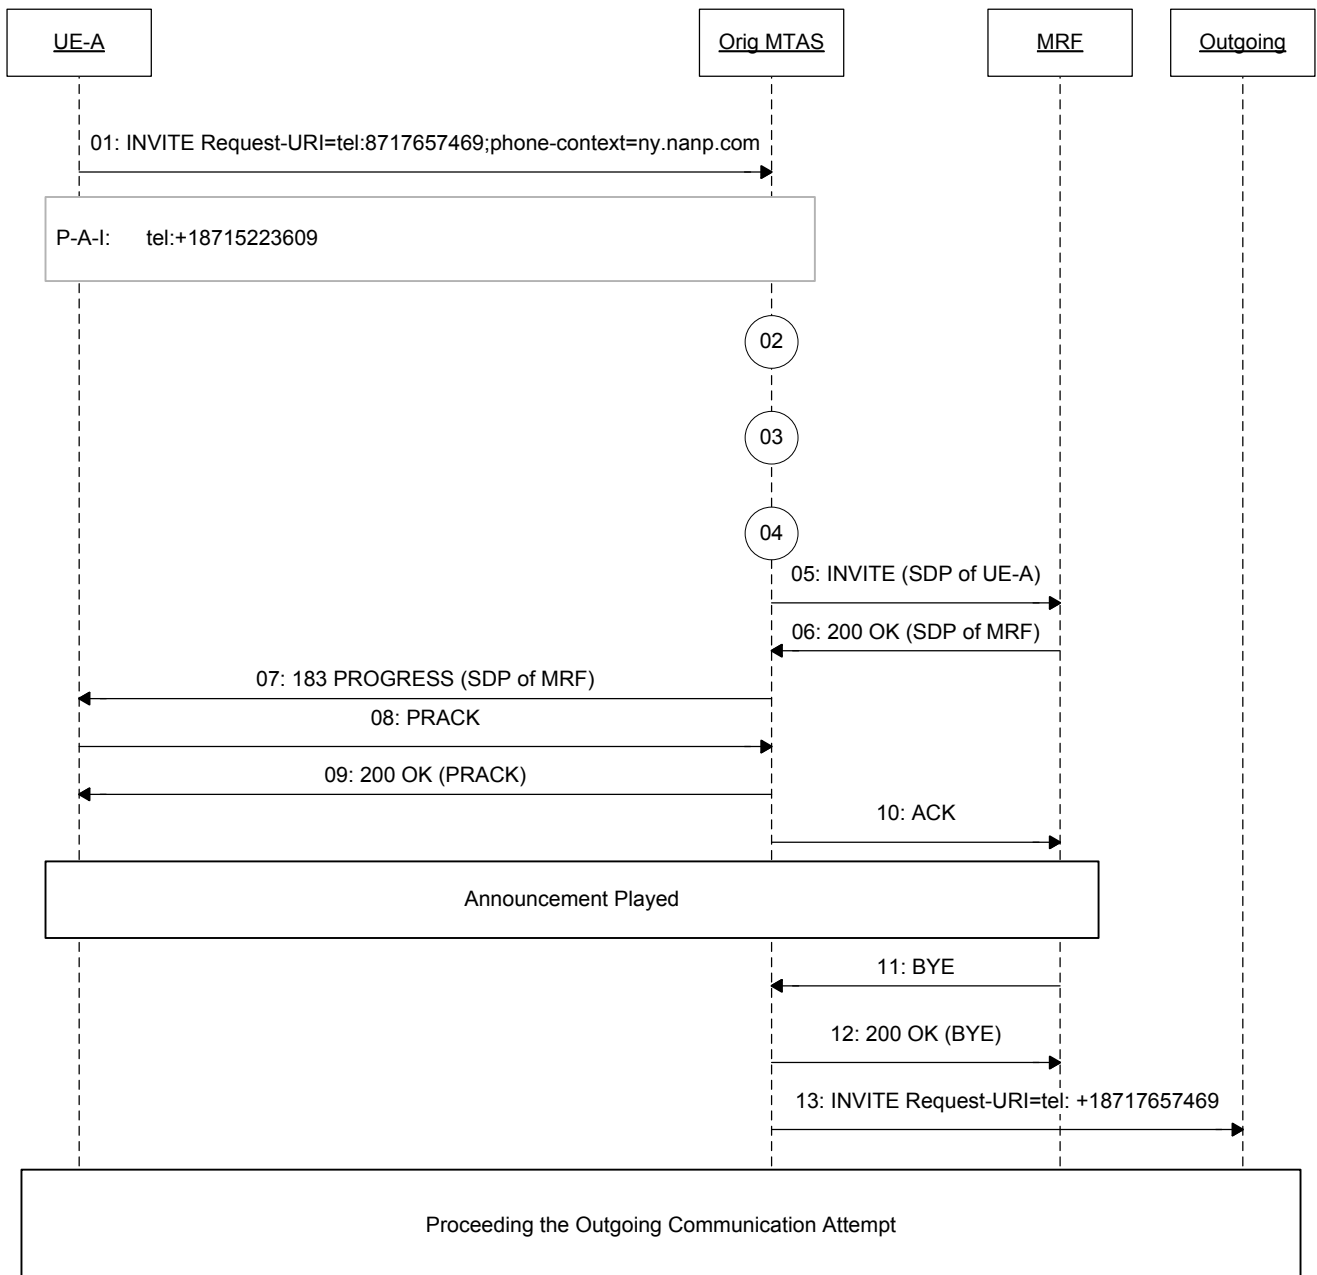 UE-A
Orig MTAS
MRF
Outgoing
01: INVITE Request-URI=tel:8717657469;phone-context=ny.nanp.com
P-A-I: tel:+18715223609
02
03
04
05: INVITE (SDP of UE-A)
06: 200 OK (SDP of MRF)
07: 183 PROGRESS (SDP of MRF)
08: PRACK
09: 200 OK (PRACK)
10: ACK
Announcement Played
11: BYE
12: 200 OK (BYE)
13: INVITE Request-URI=tel: +18717657469
Proceeding the Outgoing Communication Attempt